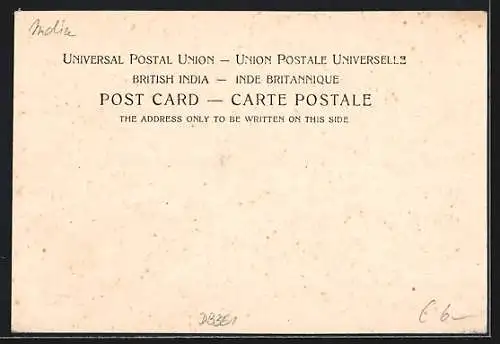 India
UNIVERSAL POSTAL UNION — UNION POSTALE UNIVERSELLE
BRITISH INDIA — INDE BRITANNIQUE
POST CARD — CARTE POSTALE
THE ADDRESS ONLY TO BE WRITTEN ON THIS SIDE